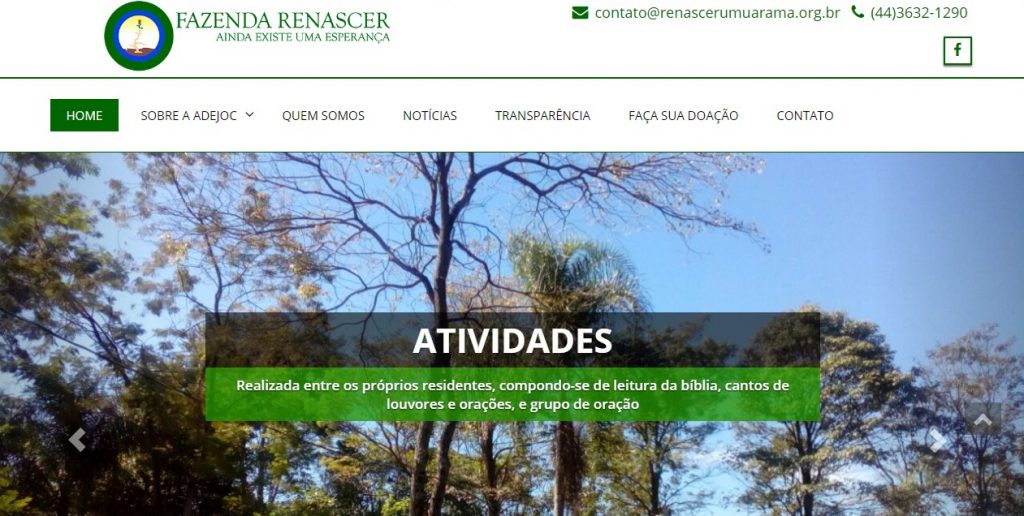 FAZENDA RENASCER
AINDA EXISTE UMA ESPERANÇA
contato@renascerumuarama.org.br (44)3632-1290
f
HOME SOBRE A ADEJOC QUEM SOMOS NOTÍCIAS TRANSPARÊNCIA FAÇA SUA DOAÇÃO CONTATO
ATIVIDADES
Realizada entre os próprios residentes, compondo-se de leitura da bíblia, cantos de
louvores e orações, e grupo de oração